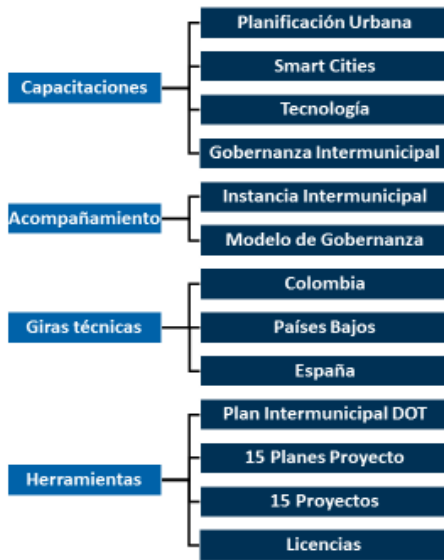 Capacitaciones
Planificación Urbana
Smart Cities
Tecnología
Gobernanza Intermunicipal
Acompañamiento
Instancia Intermunicipal
Modelo de Gobernanza
Giras técnicas
Colombia
Países Bajos
España
Herramientas
Plan Intermunicipal DOT
15 Planes Proyecto
15 Proyectos
Licencias